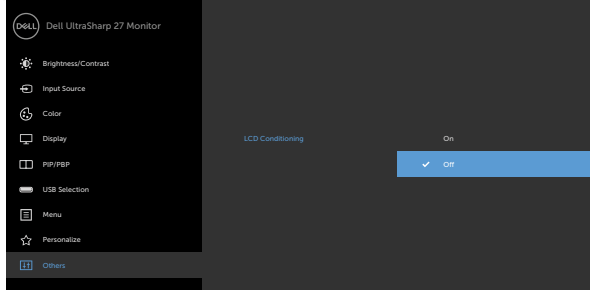 DELL
Dell UltraSharp 27 Monitor
Brightness/Contrast
Input Source
Color
Display
LCD Conditioning
On
Off
PIP/PBP
USB Selection
Menu
Personalize
Others